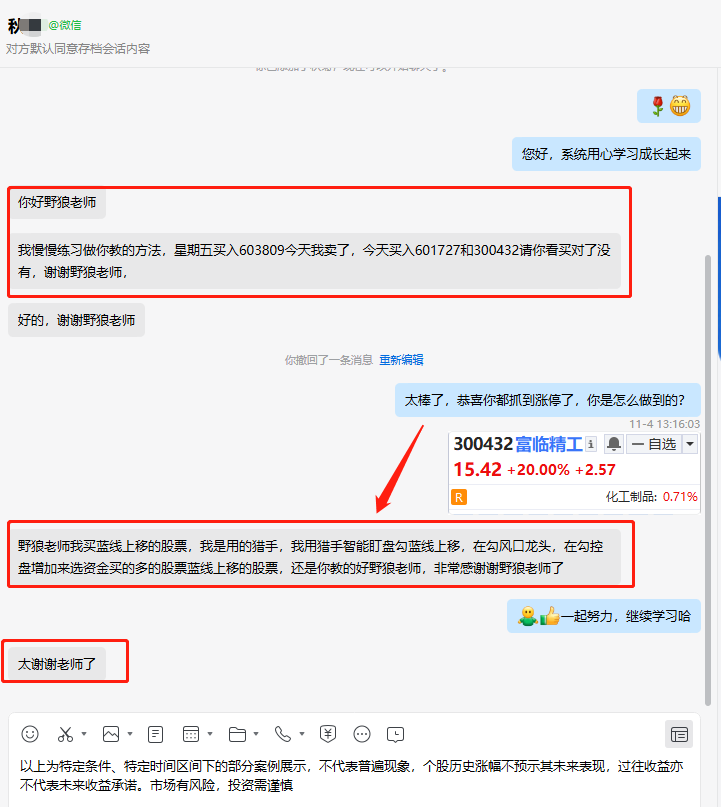 秋 @微信
对方默认同意存档会话内容
您好，系统用心学习成长起来
你好野狼老师
我慢慢练习做你教的方法，星期五买入603809今天我卖了，今天买入601727和300432请你看买对了没
有，谢谢野狼老师，
好的，谢谢野狼老师
你撤回了一条消息 重新编辑
太棒了，恭喜你都抓到涨停了，你是怎么做到的？
11-4 13:16:03
300432 富临精工 自选
15.42 +20.00% +2.57
R 化工制品: 0.71%
野狼老师我买蓝线上移的股票，我是用的猎手，我用猎手智能盯盘勾蓝线上移，在勾风口龙头，在勾控
盘增加来选资金买的多的股票蓝线上移的股票，还是你教的好野狼老师，非常感谢谢野狼老师了
一起努力，继续学习哈
太谢谢老师了
以上为特定条件、特定时间区间下的部分案例展示，不代表普遍现象，个股历史涨幅不预示其未来表现，过往收益亦
不代表未来收益承诺。市场有风险，投资需谨慎